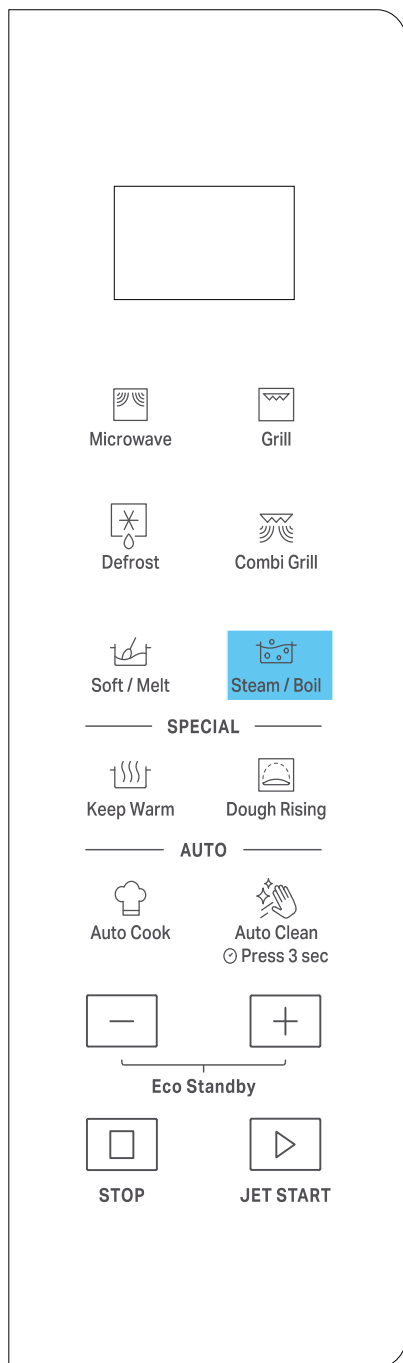 Microwave Grill
Defrost Combi Grill
Soft / Melt Steam / Boil
SPECIAL
Keep Warm Dough Rising
AUTO
Auto Cook Auto Clean
Press 3 sec
Eco Standby
STOP JET START